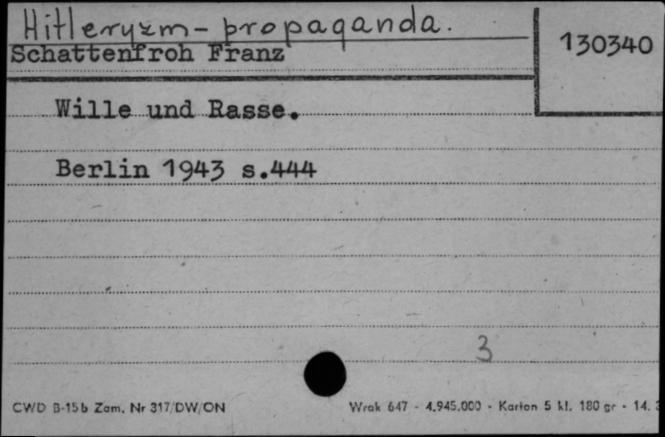 Hitleryzm - propaganda.
Schattenfroh Franz
130340
Wille und Rasse.
Berlin 1943 s.444
3
CWD B-15b Zam. Nr 317/DW/ON
Wrak 647 - 4.945.000 - Karton 5 kl. 180 gr - 14.